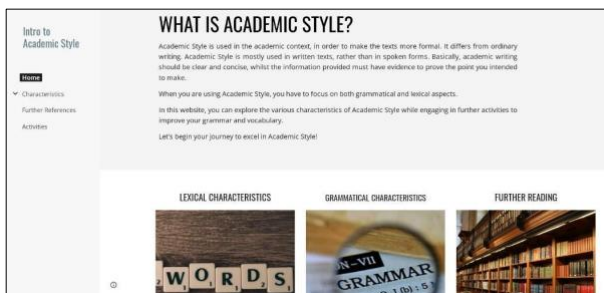 Intro to
Academic Style
Home
Characteristics
Further References
Activities
WHAT IS ACADEMIC STYLE?
Academic Style is used in the academic context, in order to make the texts more formal. It differs from ordinary
writing. Academic Style is mostly used in written texts, rather than in spoken forms. Basically, academic writing
should be clear and concise, whilst the information provided must have evidence to prove the point you intended
to make.
When you are using Academic Style, you have to focus on both grammatical and lexical aspects.
In this website, you can explore the various characteristics of Academic Style while engaging in further activities to
improve your grammar and vocabulary.
Let's begin your journey to excel in Academic Style!
LEXICAL CHARACTERISTICS
GRAMMATICAL CHARACTERISTICS
FURTHER READING
WORDS
ON-VII
GRAMMAR